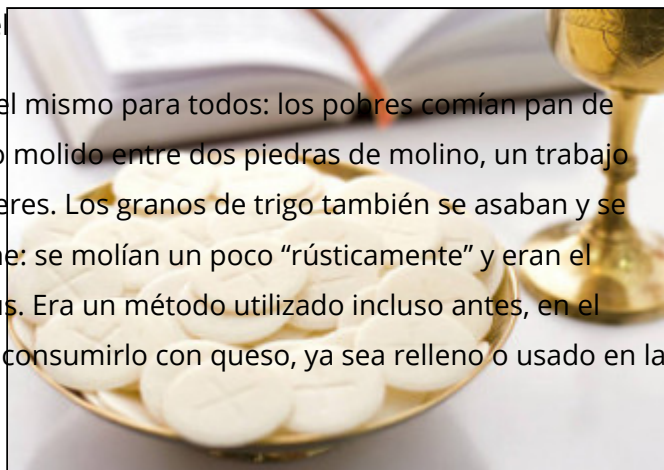 el mismo para todos: los pobres comían pan de
molido entre dos piedras de molino, un trabajo
Los granos de trigo también se asaban y se
se molían un poco “rústicamente” y eran el
Era un método utilizado incluso antes, en el
consumirlo con queso, ya sea relleno o usado en la